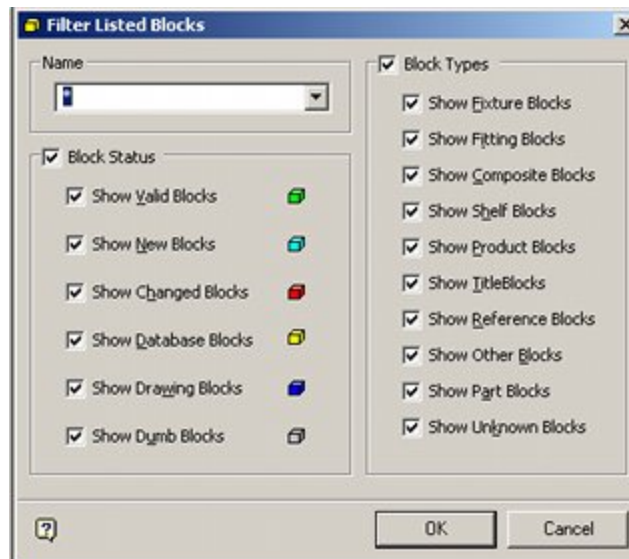 Filter Listed Blocks
Name
*
Block Status
Show Valid Blocks
Show New Blocks
Show Changed Blocks
Show Database Blocks
Show Drawing Blocks
Show Dumb Blocks
Block Types
Show Fixture Blocks
Show Fitting Blocks
Show Composite Blocks
Show Shelf Blocks
Show Product Blocks
Show TitleBlocks
Show Reference Blocks
Show Other Blocks
Show Part Blocks
Show Unknown Blocks
?
OK
Cancel